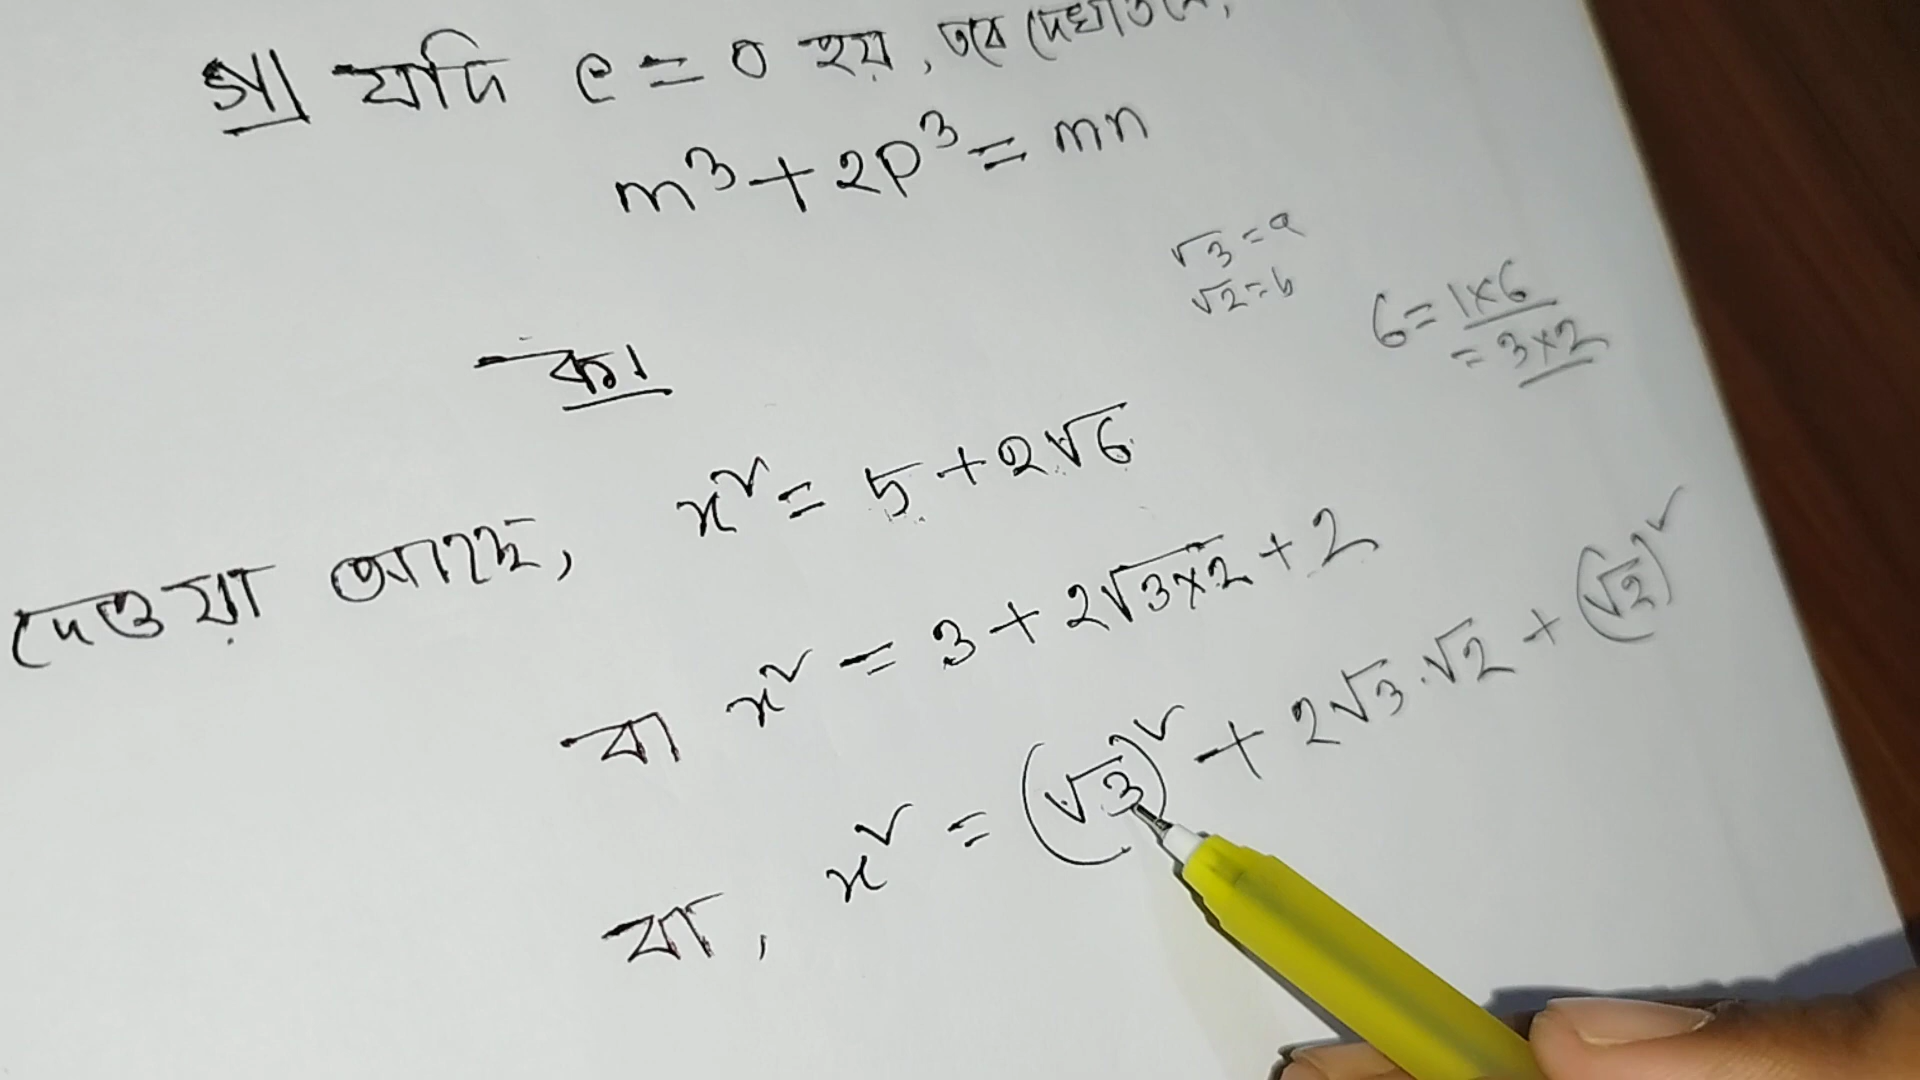 গ। যদি e = 0 হয়, তবে দেখাও যে,
m³ + 2p³ = mn
√3 = a
√2 = b
6 = 1×6
= 3×2
ক।
দেওয়া আছে, x² = 5 + 2√6
বা x² = 3 + 2√3×2 + 2
বা, x² = (√3)² + 2√3.√2 + (√2)²